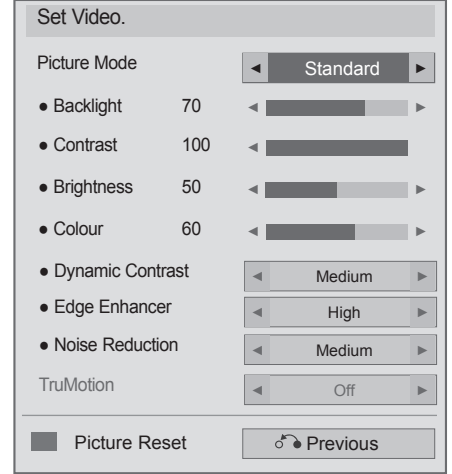 Set Video.
Picture Mode ◄ Standard ►
● Backlight 70 ◄ ►
● Contrast 100 ◄
● Brightness 50 ◄ ►
● Colour 60 ◄ ►
● Dynamic Contrast ◄ Medium ►
● Edge Enhancer ◄ High ►
● Noise Reduction ◄ Medium ►
TruMotion ◄ Off ►
Picture Reset Previous